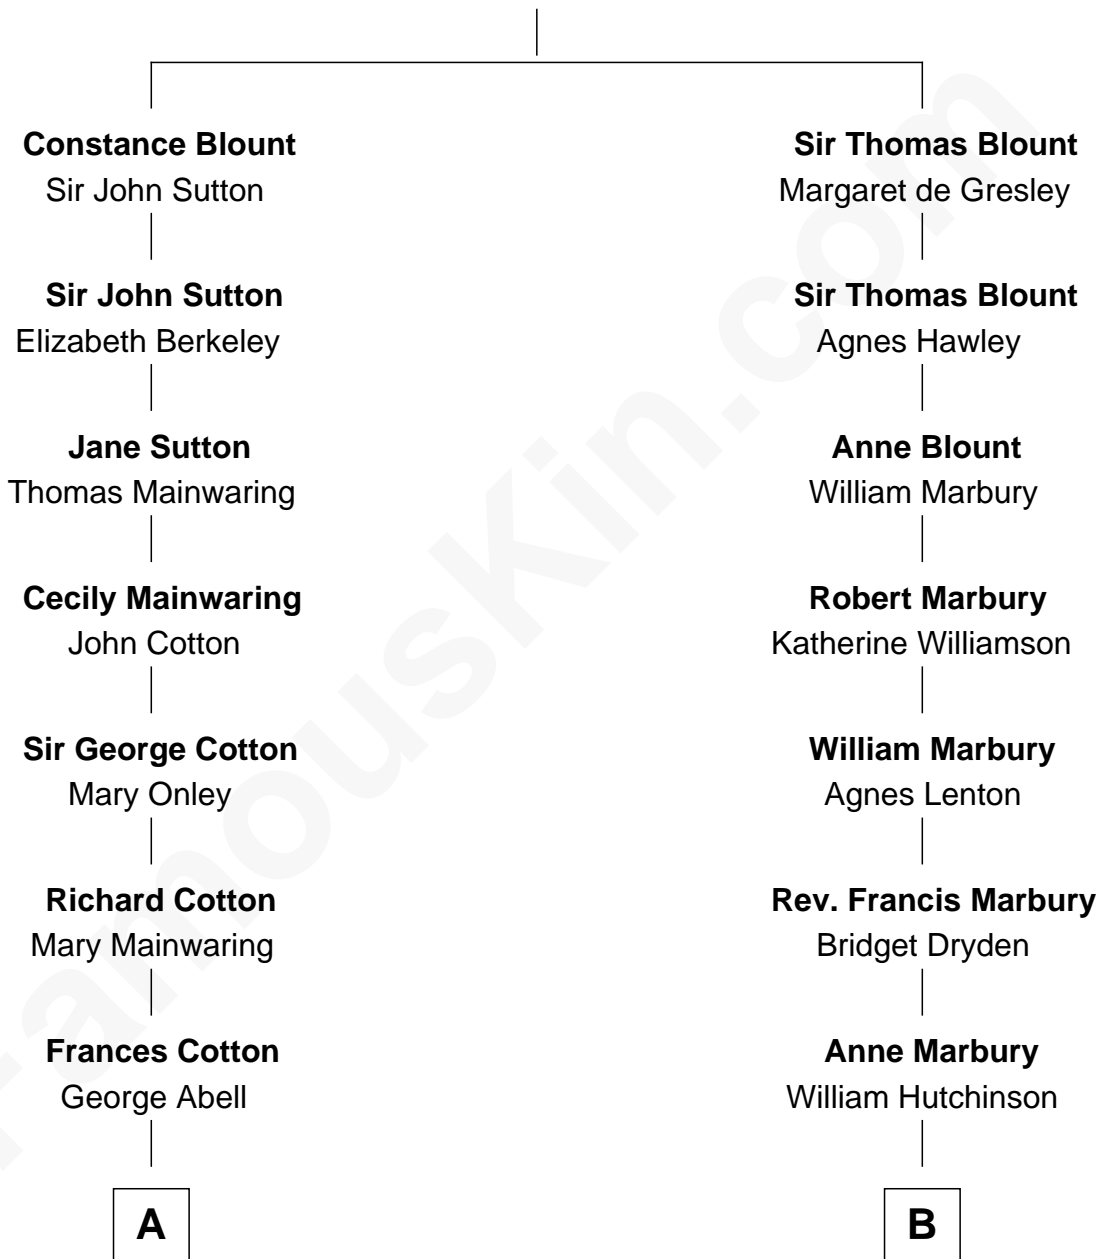 Constance Blount
Sir John Sutton
Sir John Sutton
Elizabeth Berkeley
Jane Sutton
Thomas Mainwaring
Cecily Mainwaring
John Cotton
Sir George Cotton
Mary Onley
Richard Cotton
Mary Mainwaring
Frances Cotton
George Abell
A
Sir Thomas Blount
Margaret de Gresley
Sir Thomas Blount
Agnes Hawley
Anne Blount
William Marbury
Robert Marbury
Katherine Williamson
William Marbury
Agnes Lenton
Rev. Francis Marbury
Bridget Dryden
Anne Marbury
William Hutchinson
B
FamousKin.com